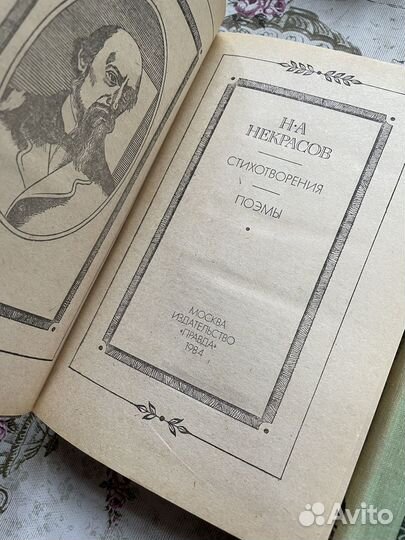 Н·А
НЕКРАСОВ
СТИХОТВОРЕНИЯ
ПОЭМЫ
МОСКВА
ИЗДАТЕЛЬСТВО
«ПРАВДА»
1984
Avito